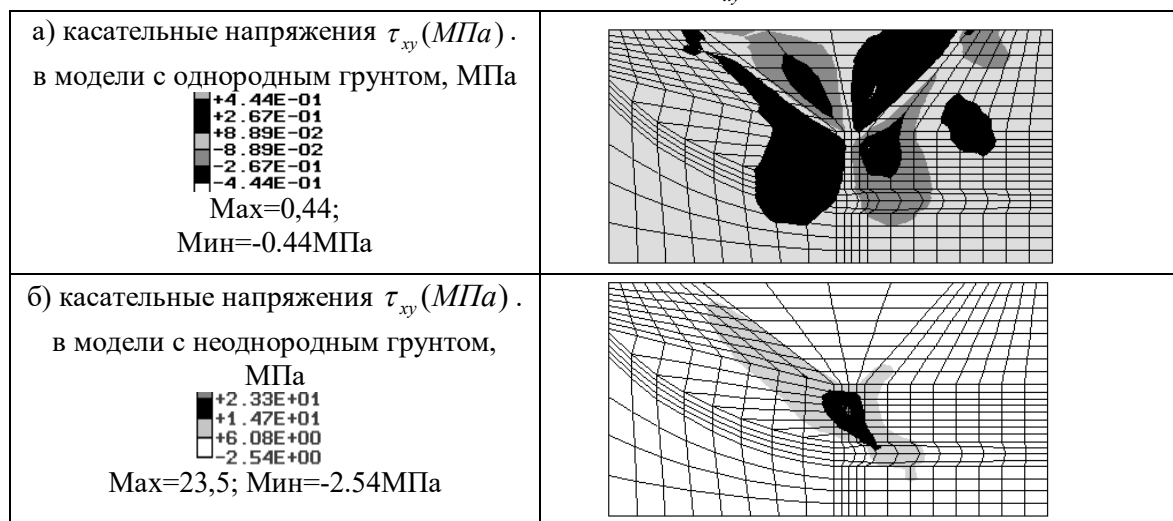 а) касательные напряжения τxy(МПа).
в модели с однородным грунтом, МПа
+4.44E-01
+2.67E-01
+8.89E-02
-8.89E-02
-2.67E-01
-4.44E-01
Max=0,44;
Мин=-0.44МПа
б) касательные напряжения τxy(МПа).
в модели с неоднородным грунтом,
МПа
+2.33E+01
+1.47E+01
+6.08E+00
-2.54E+00
Max=23,5; Мин=-2.54МПа